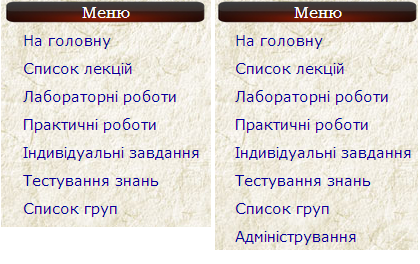 Меню
На головну
Список лекцій
Лабораторні роботи
Практичні роботи
Індивідуальні завдання
Тестування знань
Список груп
Меню
На головну
Список лекцій
Лабораторні роботи
Практичні роботи
Індивідуальні завдання
Тестування знань
Список груп
Адміністрування